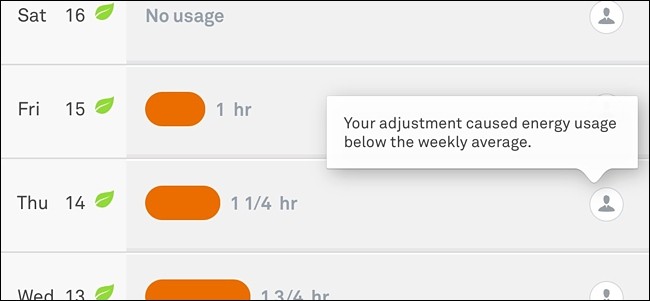 Sat 16 No usage
Fri 15 1 hr
Your adjustment caused energy usage
below the weekly average.
Thu 14 1 1/4 hr
Wed 13 1 3/4 hr